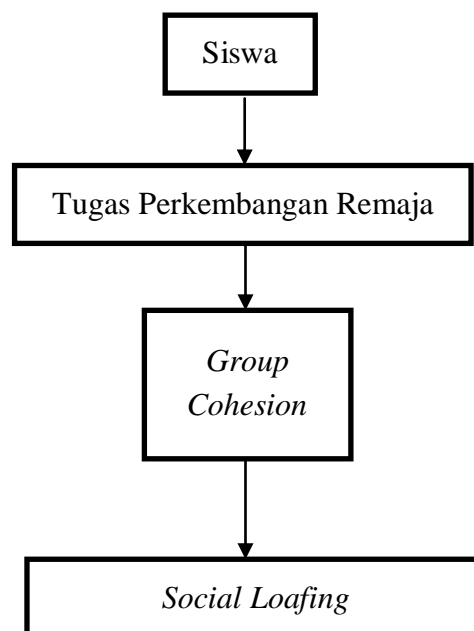 Siswa
Tugas Perkembangan Remaja
Group
Cohesion
Social Loafing